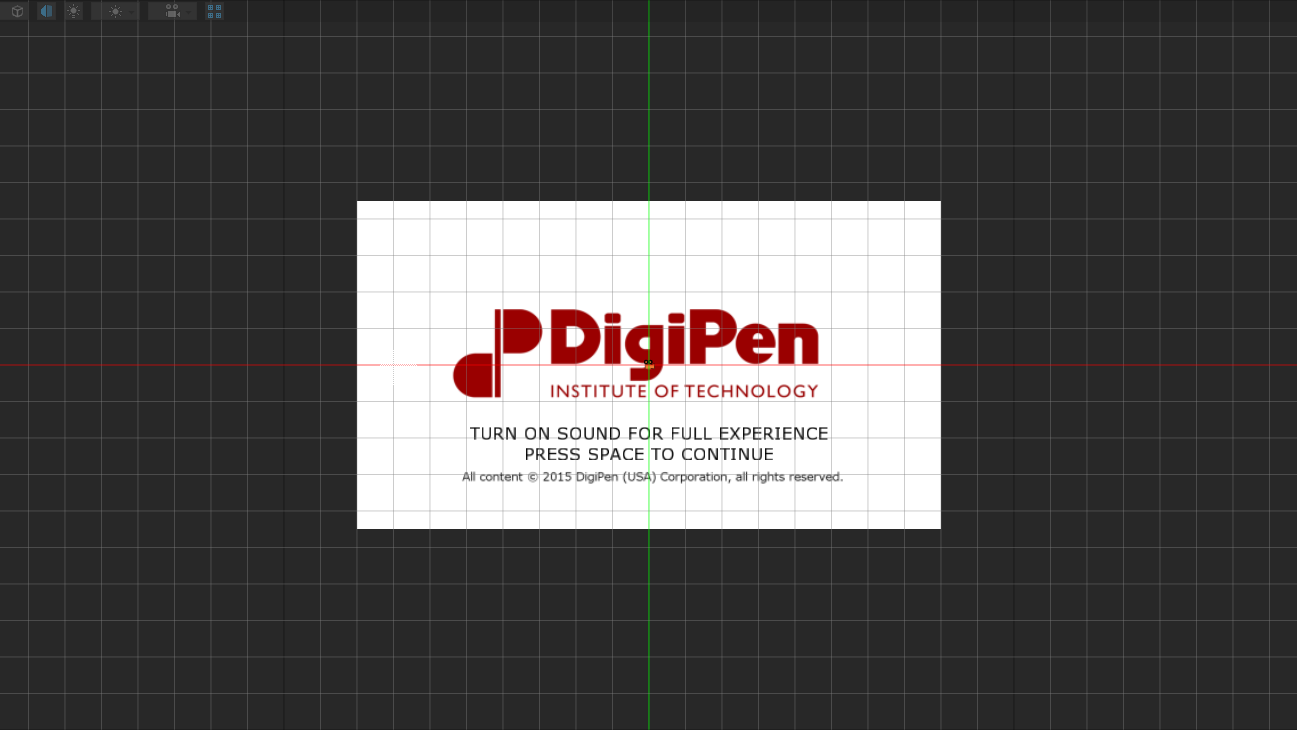 DigiPen
INSTITUTE OF TECHNOLOGY
TURN ON SOUND FOR FULL EXPERIENCE
PRESS SPACE TO CONTINUE
All content © 2015 DigiPen (USA) Corporation, all rights reserved.